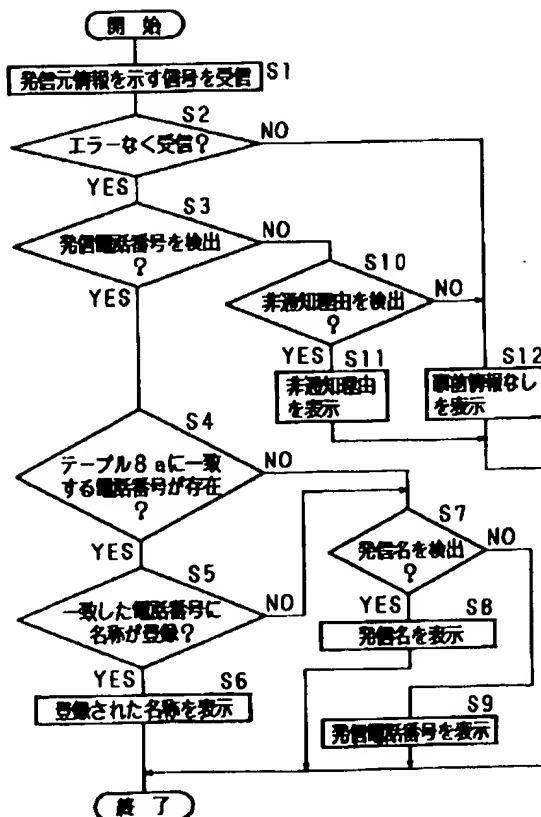 開 始
発信元情報を示す信号を受信
S1
S2
エラーなく受信?
NO
YES
S3
発信電話番号を検出
?
NO
YES
S10
非通知理由を検出
?
NO
YES
S11
非通知理由
を表示
S12
事前情報なし
を表示
S4
テーブル8aに一致
する電話番号が存在
?
NO
YES
S5
一致した電話番号に
名称が登録?
NO
YES
S6
登録された名称を表示
S7
発信名を検出
?
NO
YES
S8
発信名を表示
S9
発信電話番号を表示
終 了